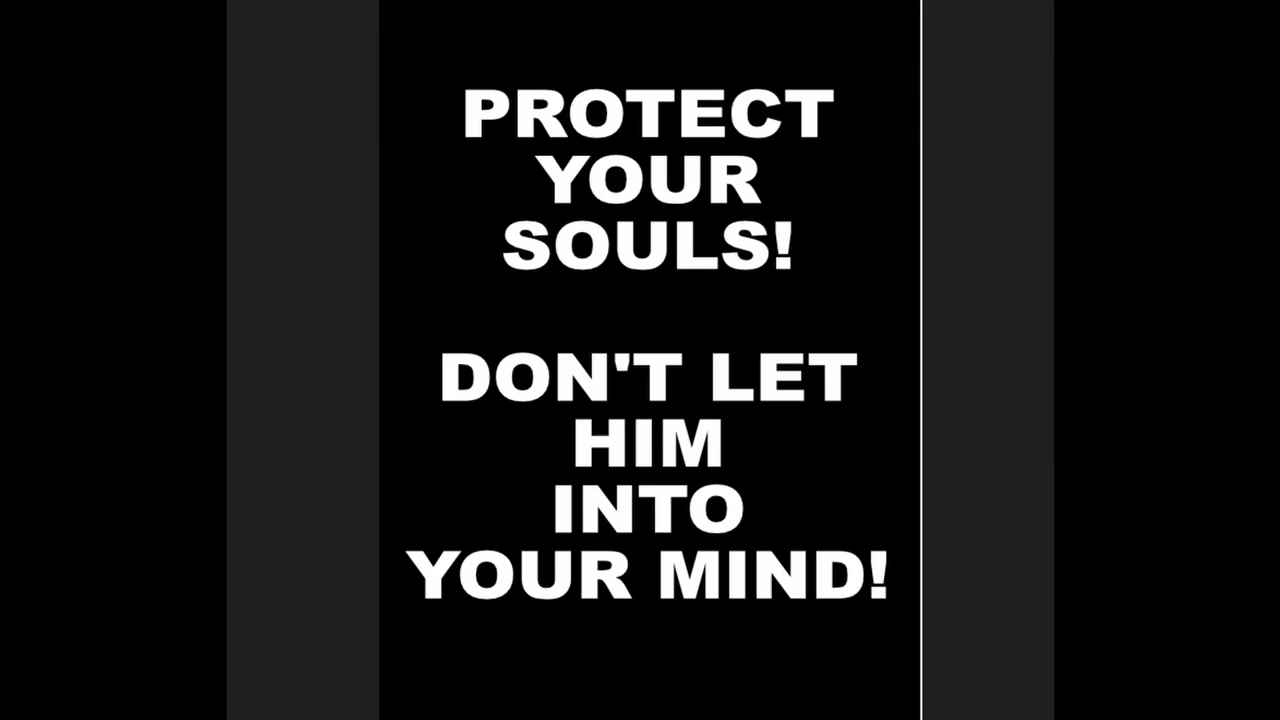 PROTECT
YOUR
SOULS!
DON'T LET
HIM
INTO
YOUR MIND!